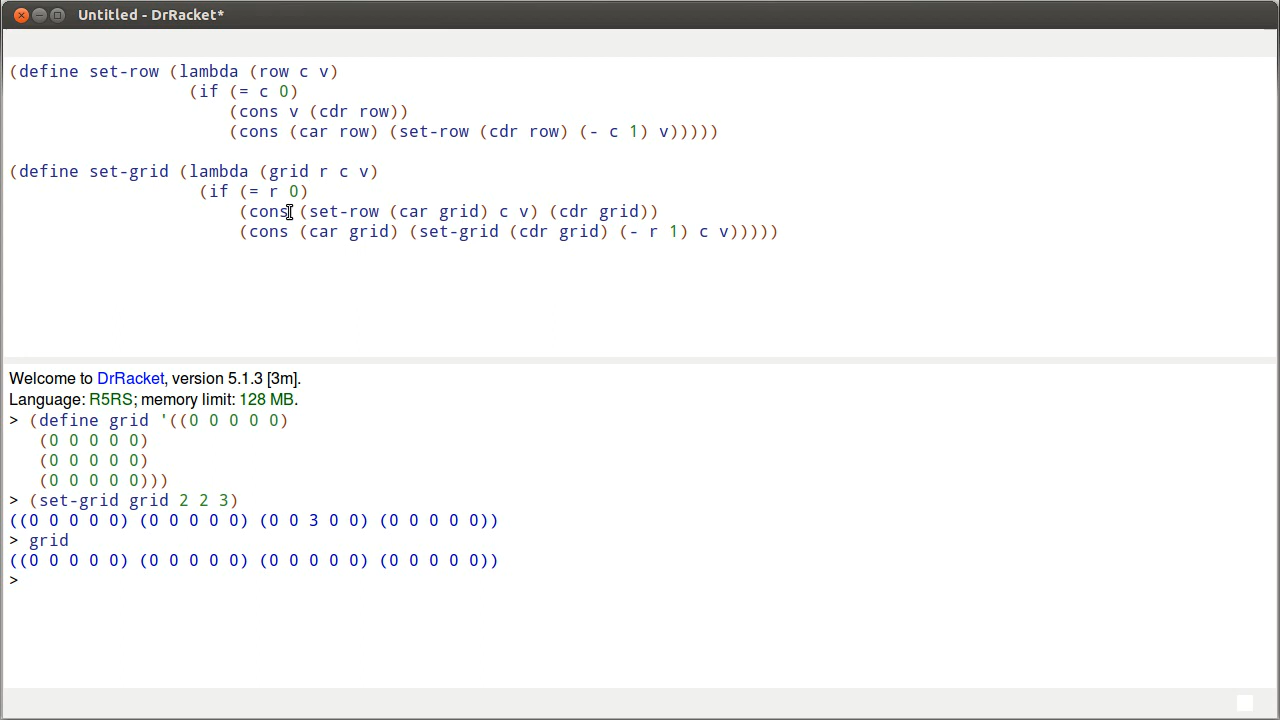 Untitled - DrRacket*
(define set-row (lambda (row c v)
(if (= c 0)
(cons v (cdr row))
(cons (car row) (set-row (cdr row) (- c 1) v)))))
(define set-grid (lambda (grid r c v)
(if (= r 0)
(cons (set-row (car grid) c v) (cdr grid))
(cons (car grid) (set-grid (cdr grid) (- r 1) c v)))))
Welcome to DrRacket, version 5.1.3 [3m].
Language: R5RS; memory limit: 128 MB.
> (define grid '((0 0 0 0 0)
(0 0 0 0 0)
(0 0 0 0 0)
(0 0 0 0 0)))
> (set-grid grid 2 2 3)
((0 0 0 0 0) (0 0 0 0 0) (0 0 3 0 0) (0 0 0 0 0))
> grid
((0 0 0 0 0) (0 0 0 0 0) (0 0 0 0 0) (0 0 0 0 0))
>